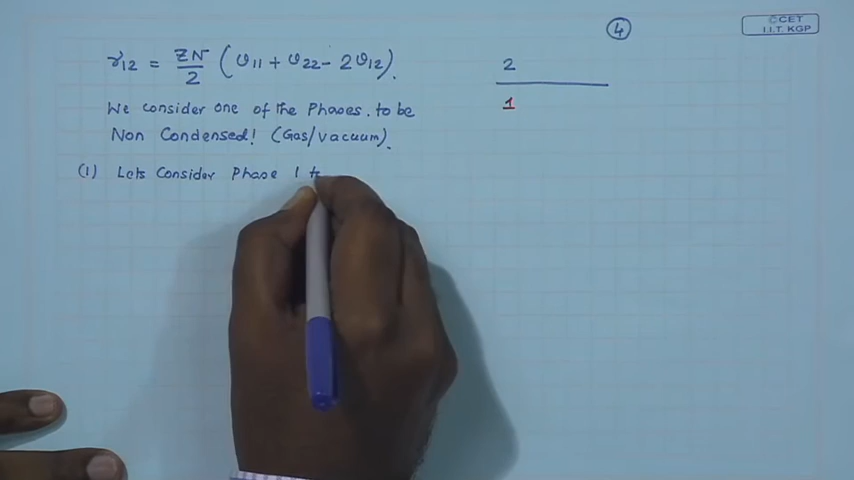 4
©CET
I.I.T. KGP
γ12 = ZN/2 (υ11 + υ22 - 2υ12).
We consider one of the Phases. to be
Non Condensed! (Gas/vacuum).
(1) Lets Consider Phase 1
2
1